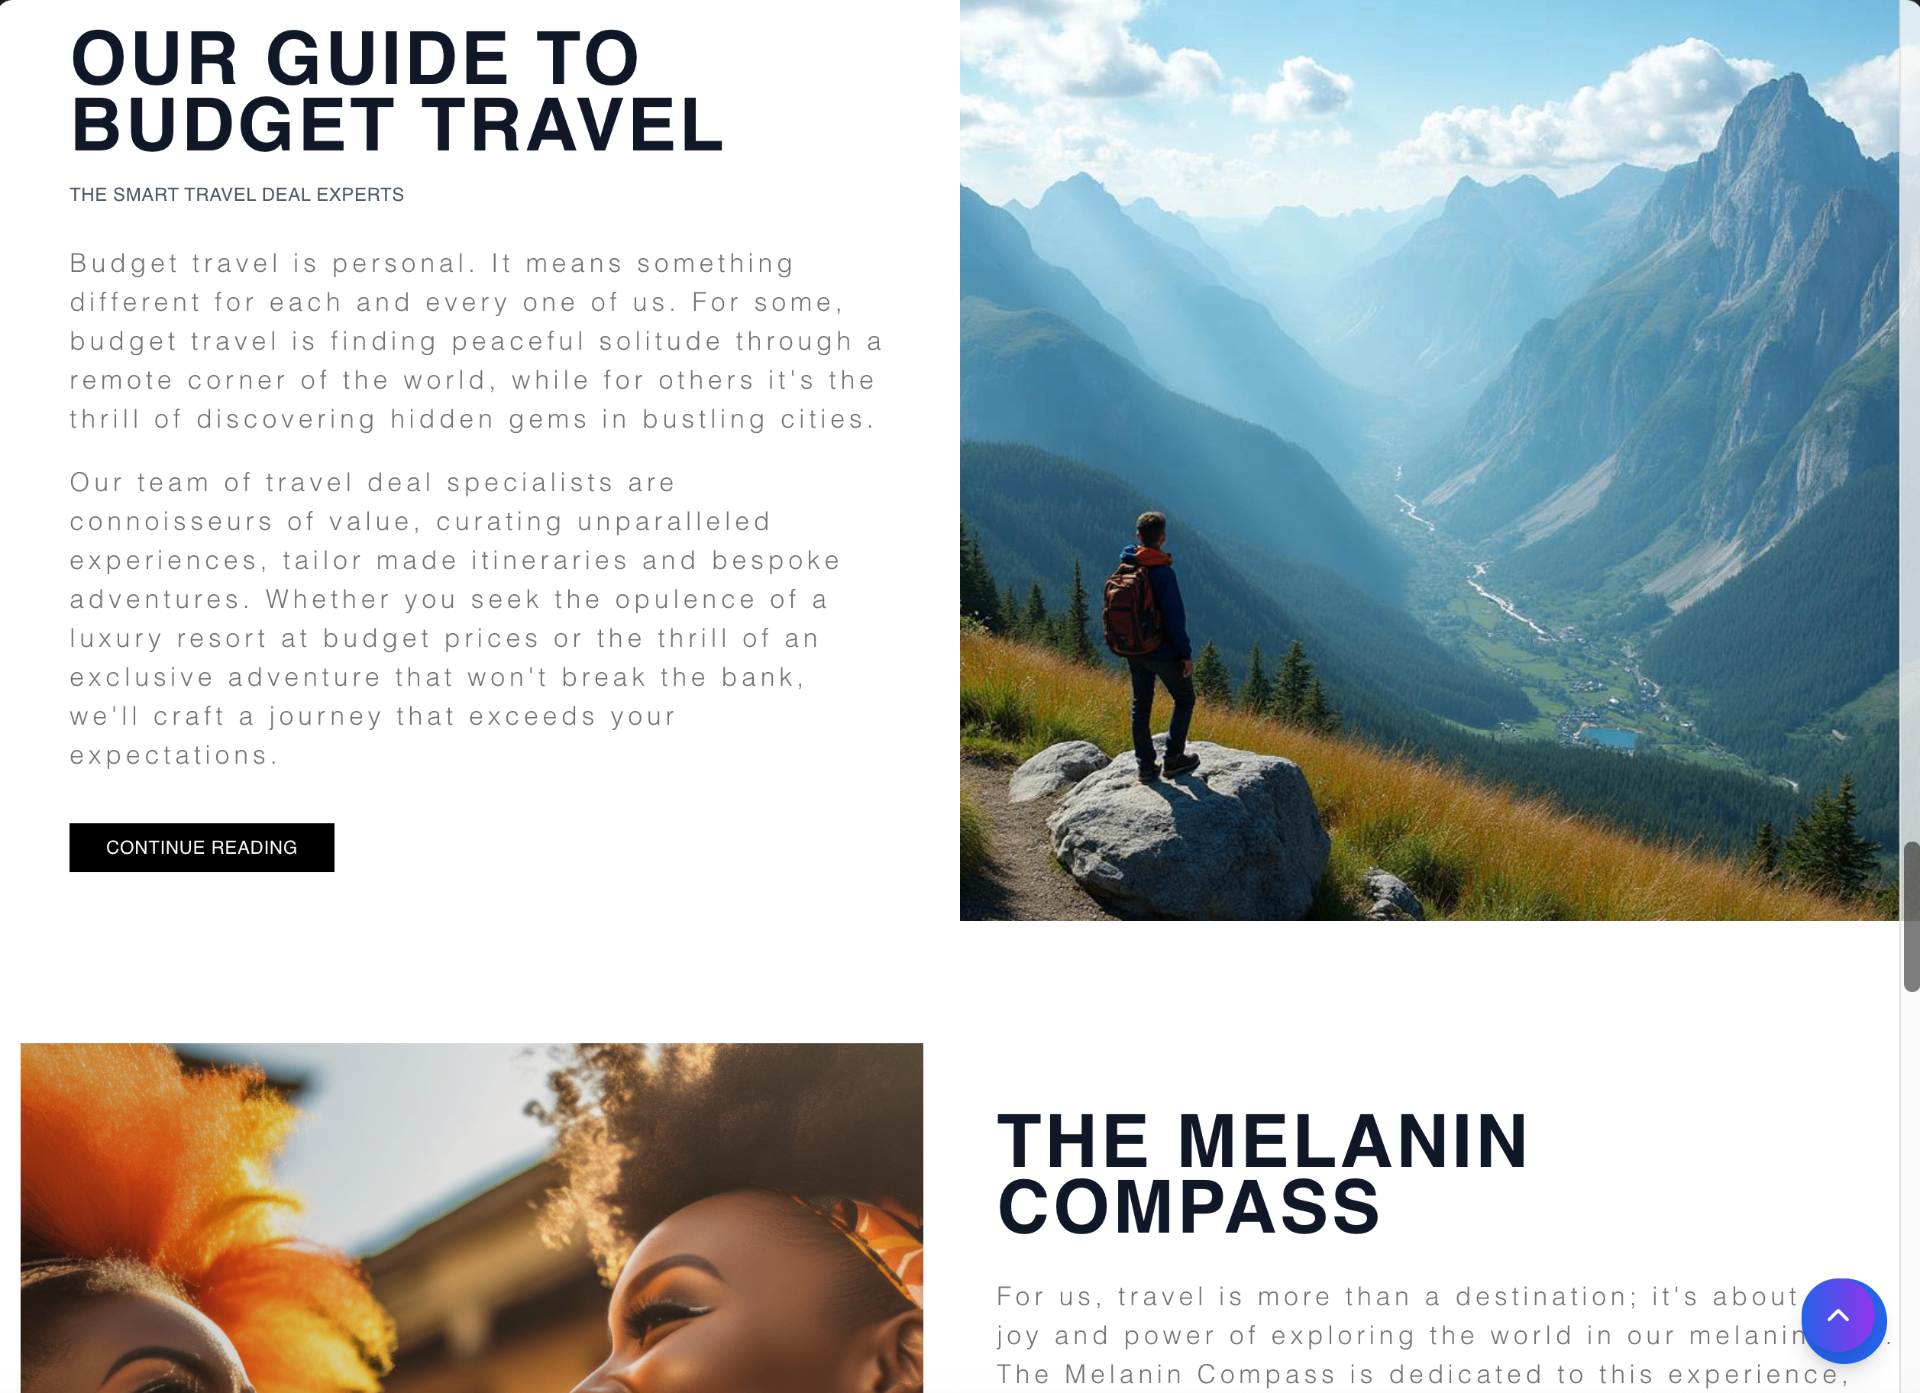 OUR GUIDE TO
BUDGET TRAVEL
THE SMART TRAVEL DEAL EXPERTS
Budget travel is personal. It means something
different for each and every one of us. For some,
budget travel is finding peaceful solitude through a
remote corner of the world, while for others it's the
thrill of discovering hidden gems in bustling cities.
Our team of travel deal specialists are
connoisseurs of value, curating unparalleled
experiences, tailor made itineraries and bespoke
adventures. Whether you seek the opulence of a
luxury resort at budget prices or the thrill of an
exclusive adventure that won't break the bank,
we'll craft a journey that exceeds your
expectations.
CONTINUE READING
THE MELANIN
COMPASS
For us, travel is more than a destination; it's about
joy and power of exploring the world in our melanin
The Melanin Compass is dedicated to this experience,